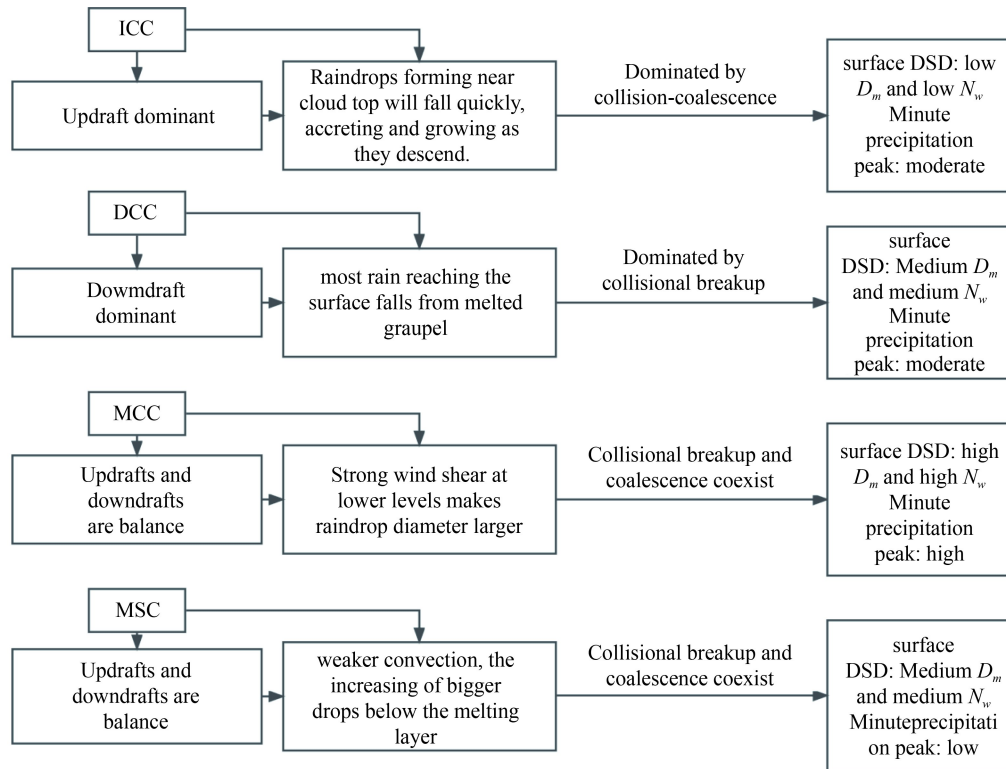 ICC
Updraft dominant
Raindrops forming near
cloud top will fall quickly,
accreting and growing as
they descend.
Dominated by
collision-coalescence
surface DSD: low
Dm and low Nw
Minute
precipitation
peak: moderate
DCC
Dowmdraft
dominant
most rain reaching the
surface falls from melted
graupel
Dominated by
collisional breakup
surface
DSD: Medium Dm
and medium Nw
Minute
precipitation
peak: moderate
MCC
Updrafts and
downdrafts
are balance
Strong wind shear at
lower levels makes
raindrop diameter larger
Collisional breakup and
coalescence coexist
surface DSD: high
Dm and high Nw
Minute
precipitation
peak: high
MSC
Updrafts and
downdrafts are
balance
weaker convection, the
increasing of bigger
drops below the melting
layer
Collisional breakup and
coalescence coexist
surface
DSD: Medium Dm
and medium Nw
Minuteprecipitati
on peak: low